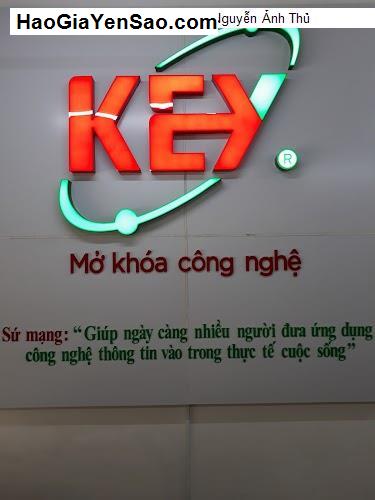 HaoGiaYenSao.com Nguyễn Ảnh Thủ
KEY
®
Mở khóa công nghệ
Sứ mạng: “Giúp ngày càng nhiều người đưa ứng dụng
công nghệ thông tin vào trong thực tế cuộc sống”